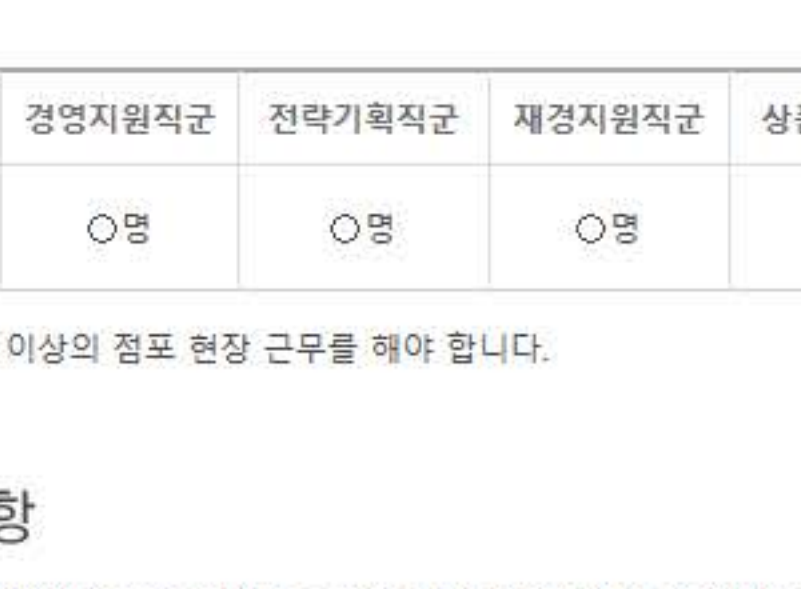 경영지원직군 전략기획직군 재경지원직군
○명 ○명 ○명
이상의 점포 현장 근무를 해야 합니다.
항